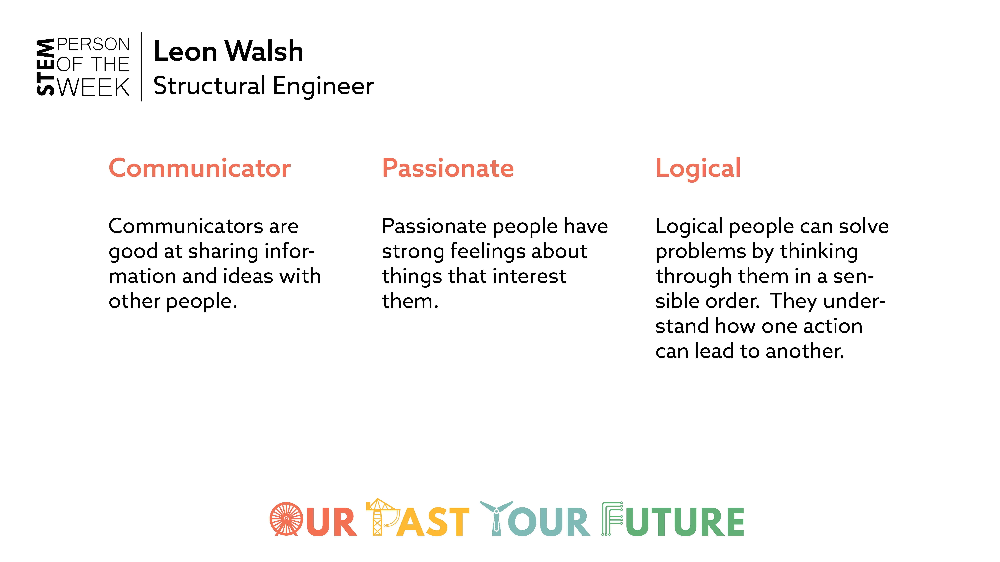 STEM
PERSON
OF THE
WEEK
Leon Walsh
Structural Engineer
Communicator
Communicators are
good at sharing infor-
mation and ideas with
other people.
Passionate
Passionate people have
strong feelings about
things that interest
them.
Logical
Logical people can solve
problems by thinking
through them in a sen-
sible order.  They under-
stand how one action
can lead to another.
OUR PAST YOUR FUTURE